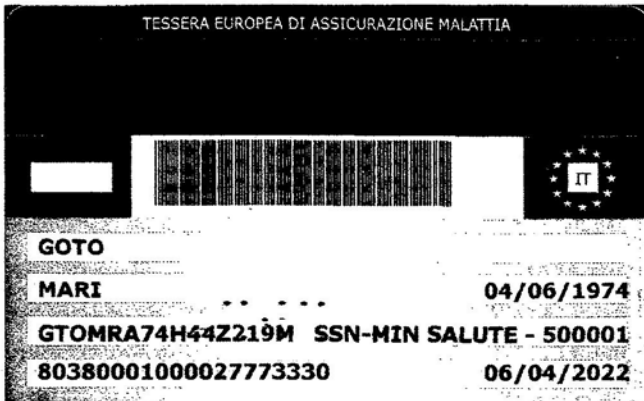 TESSERA EUROPEA DI ASSICURAZIONE MALATTIA
IT
GOTO
MARI 04/06/1974
GTOMRA74H44Z219M SSN-MIN SALUTE - 500001
80380001000027773330 06/04/2022